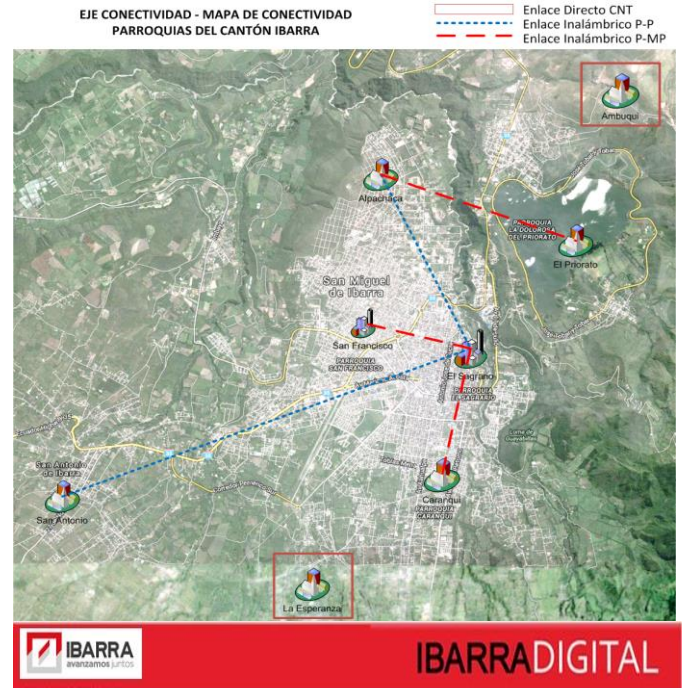 EJE CONECTIVIDAD - MAPA DE CONECTIVIDAD
PARROQUIAS DEL CANTÓN IBARRA
Enlace Directo CNT
Enlace Inalámbrico P-P
Enlace Inalámbrico P-MP
Ambuqui
Alpachaca
PARROQUIA
LA DOLOROSA
DEL PRIORATO
El Priorato
San Miguel
de Ibarra
San Francisco
PARROQUIA
SAN FRANCISCO
El Sagrario
PARROQUIA
EL SAGRARIO
San Antonio
de Ibarra
San Antonio
Caranqui
PARROQUIA
CARANQUI
La Esperanza
IBARRA
avanzamos juntos
IBARRADIGITAL